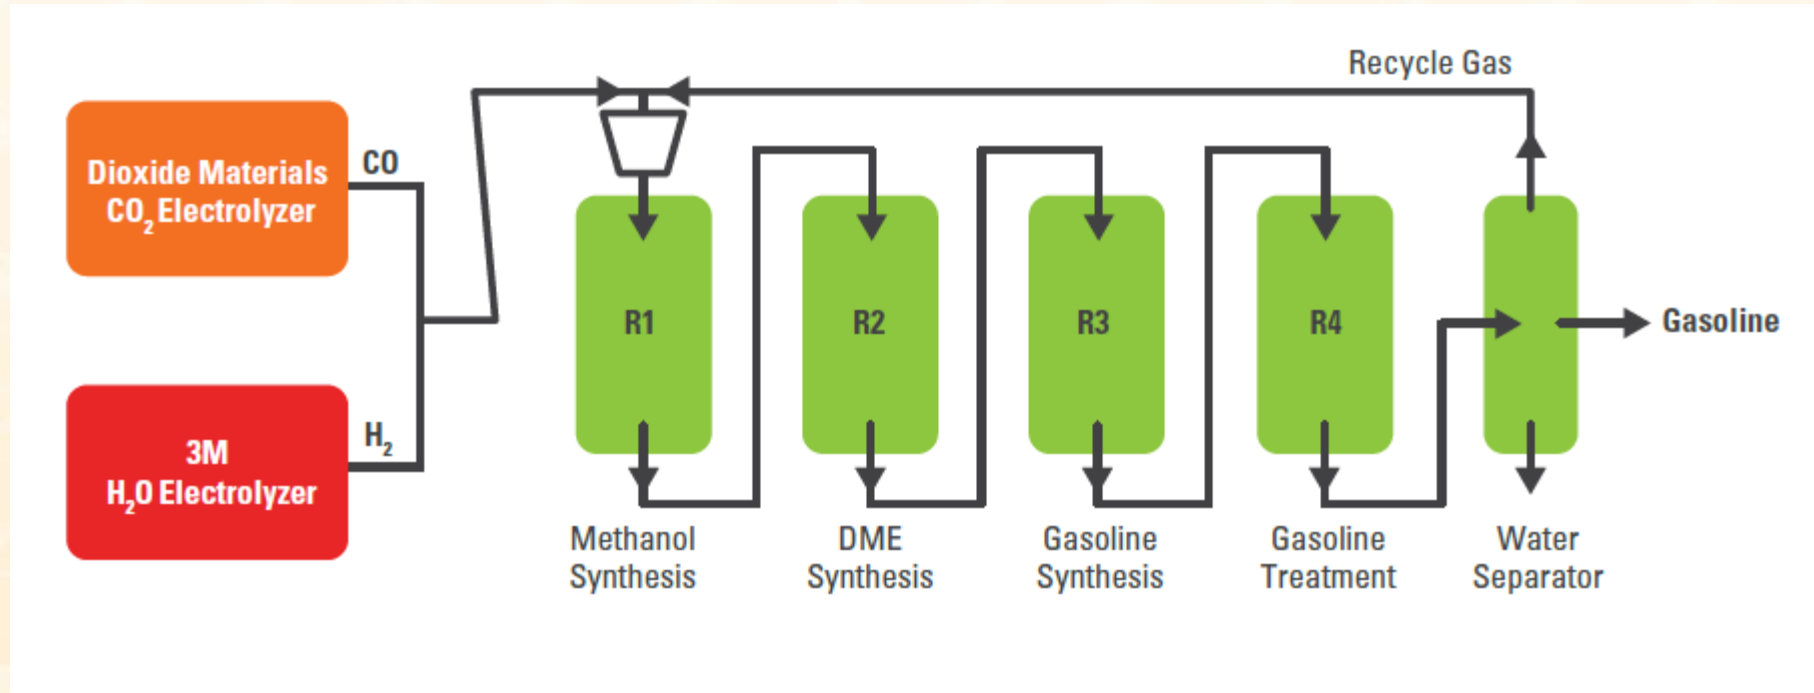 Recycle Gas
Dioxide Materials
CO₂ Electrolyzer
CO
3M
H₂O Electrolyzer
H₂
R1
R2
R3
R4
Gasoline
Methanol
Synthesis
DME
Synthesis
Gasoline
Synthesis
Gasoline
Treatment
Water
Separator